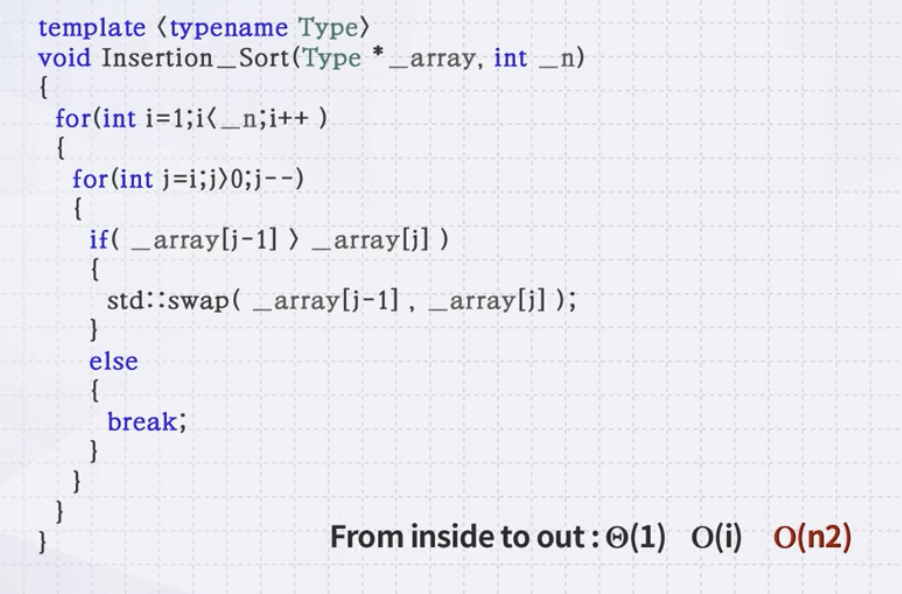 template <typename Type>
void Insertion_Sort(Type *_array, int _n)
{
for(int i=1;i<_n;i++ )
{
for(int j=i;j>0;j--)
{
if( _array[j-1] > _array[j] )
{
std::swap( _array[j-1] , _array[j] );
}
else
{
break;
}
}
}
}
From inside to out : Θ(1) O(i) O(n2)